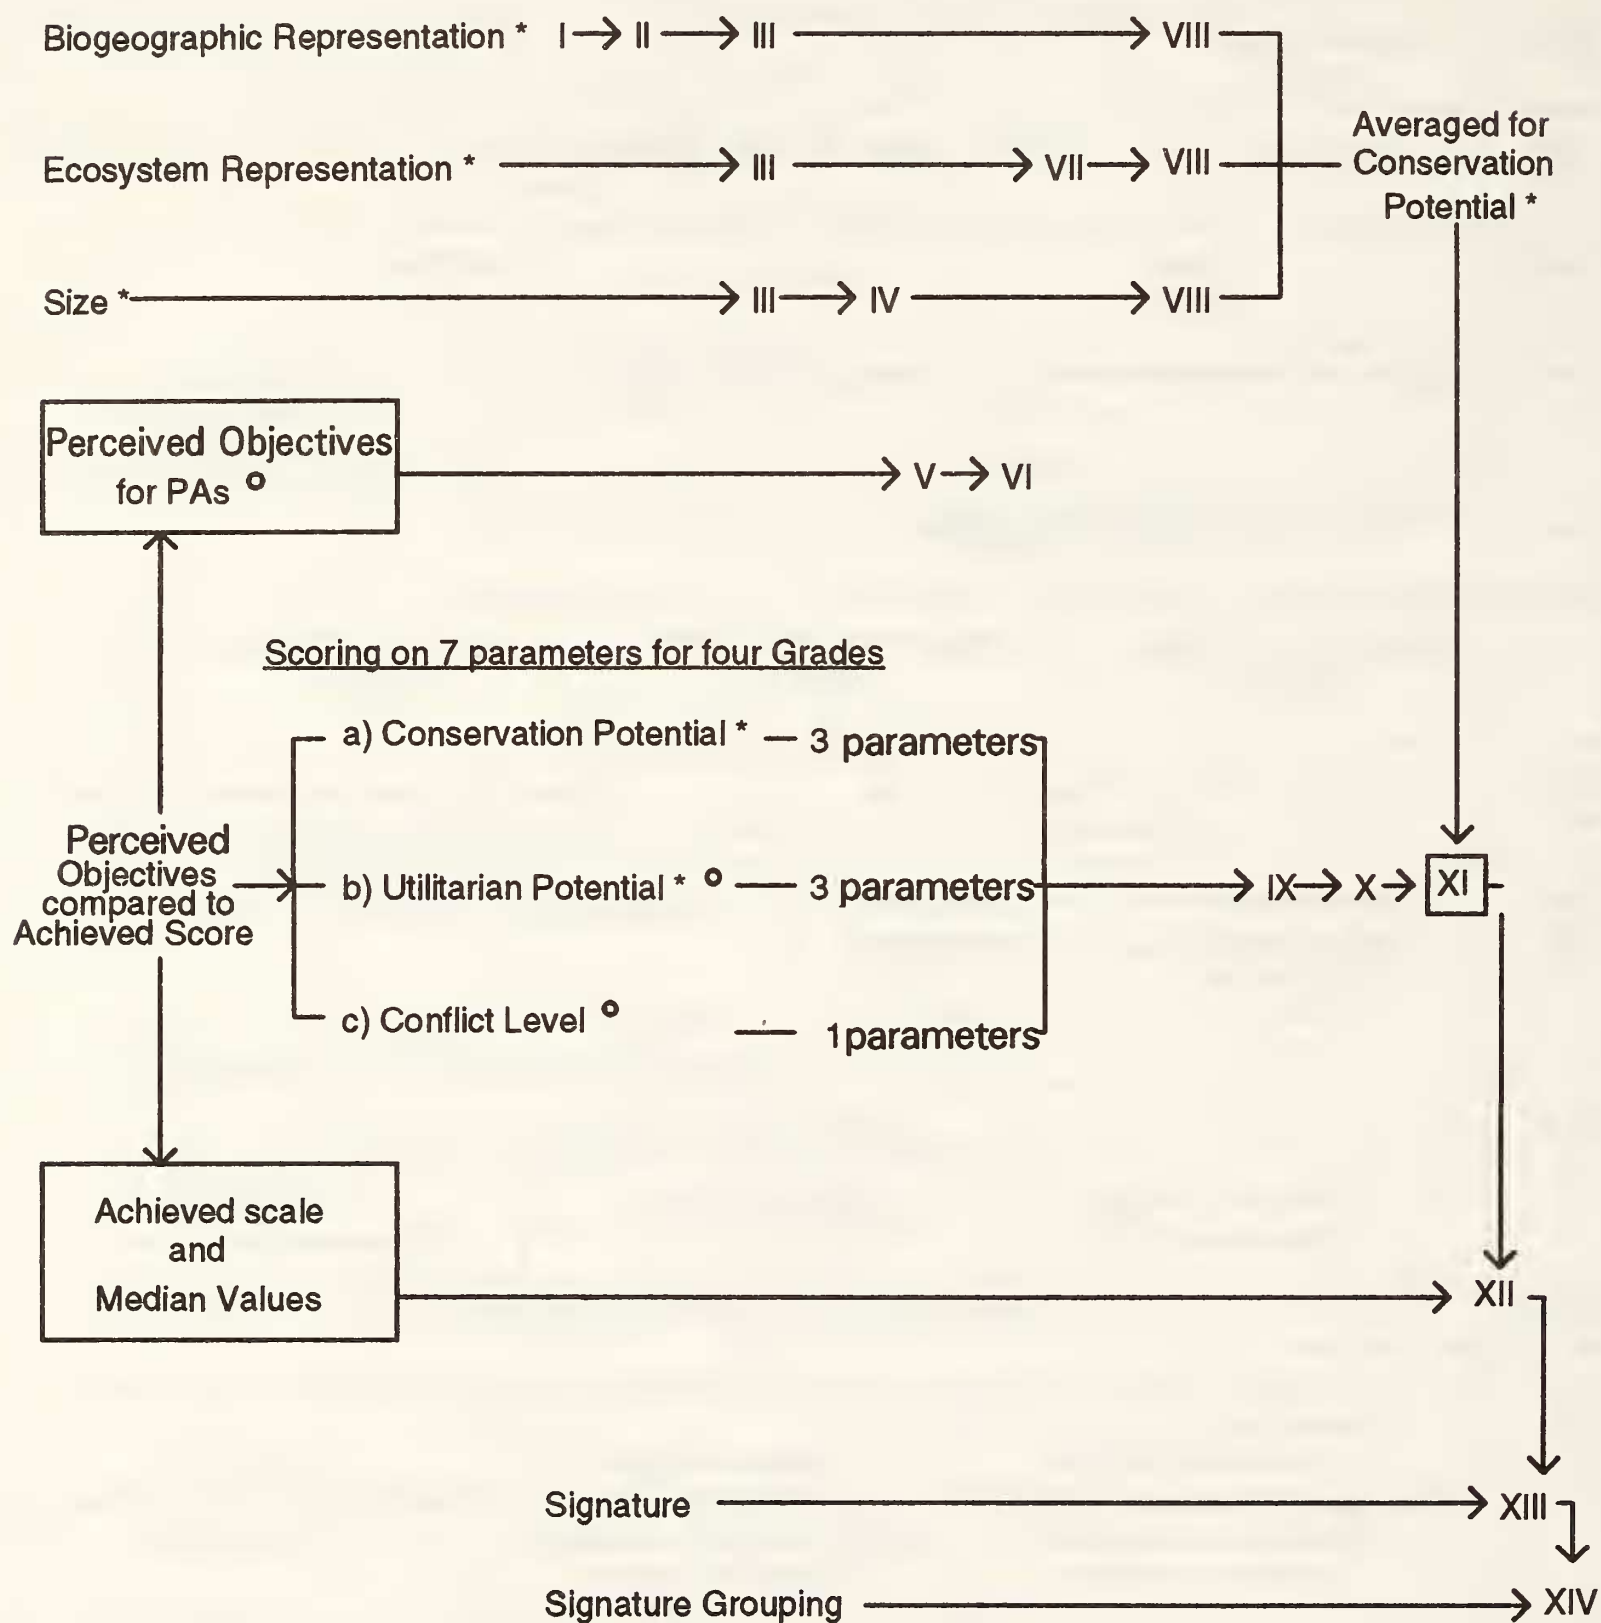 Biogeographic Representation * I → II → III → VIII
Averaged for
Conservation
Potential *
Ecosystem Representation * → III → VII → VIII
Size * → III → IV → VIII
Perceived Objectives
for PAs °
V → VI
Scoring on 7 parameters for four Grades
a) Conservation Potential * — 3 parameters
Perceived
Objectives
compared to
Achieved Score
b) Utilitarian Potential * ° — 3 parameters
IX → X → XI
c) Conflict Level ° — 1parameters
Achieved scale
and
Median Values
XII
Signature → XIII
Signature Grouping → XIV